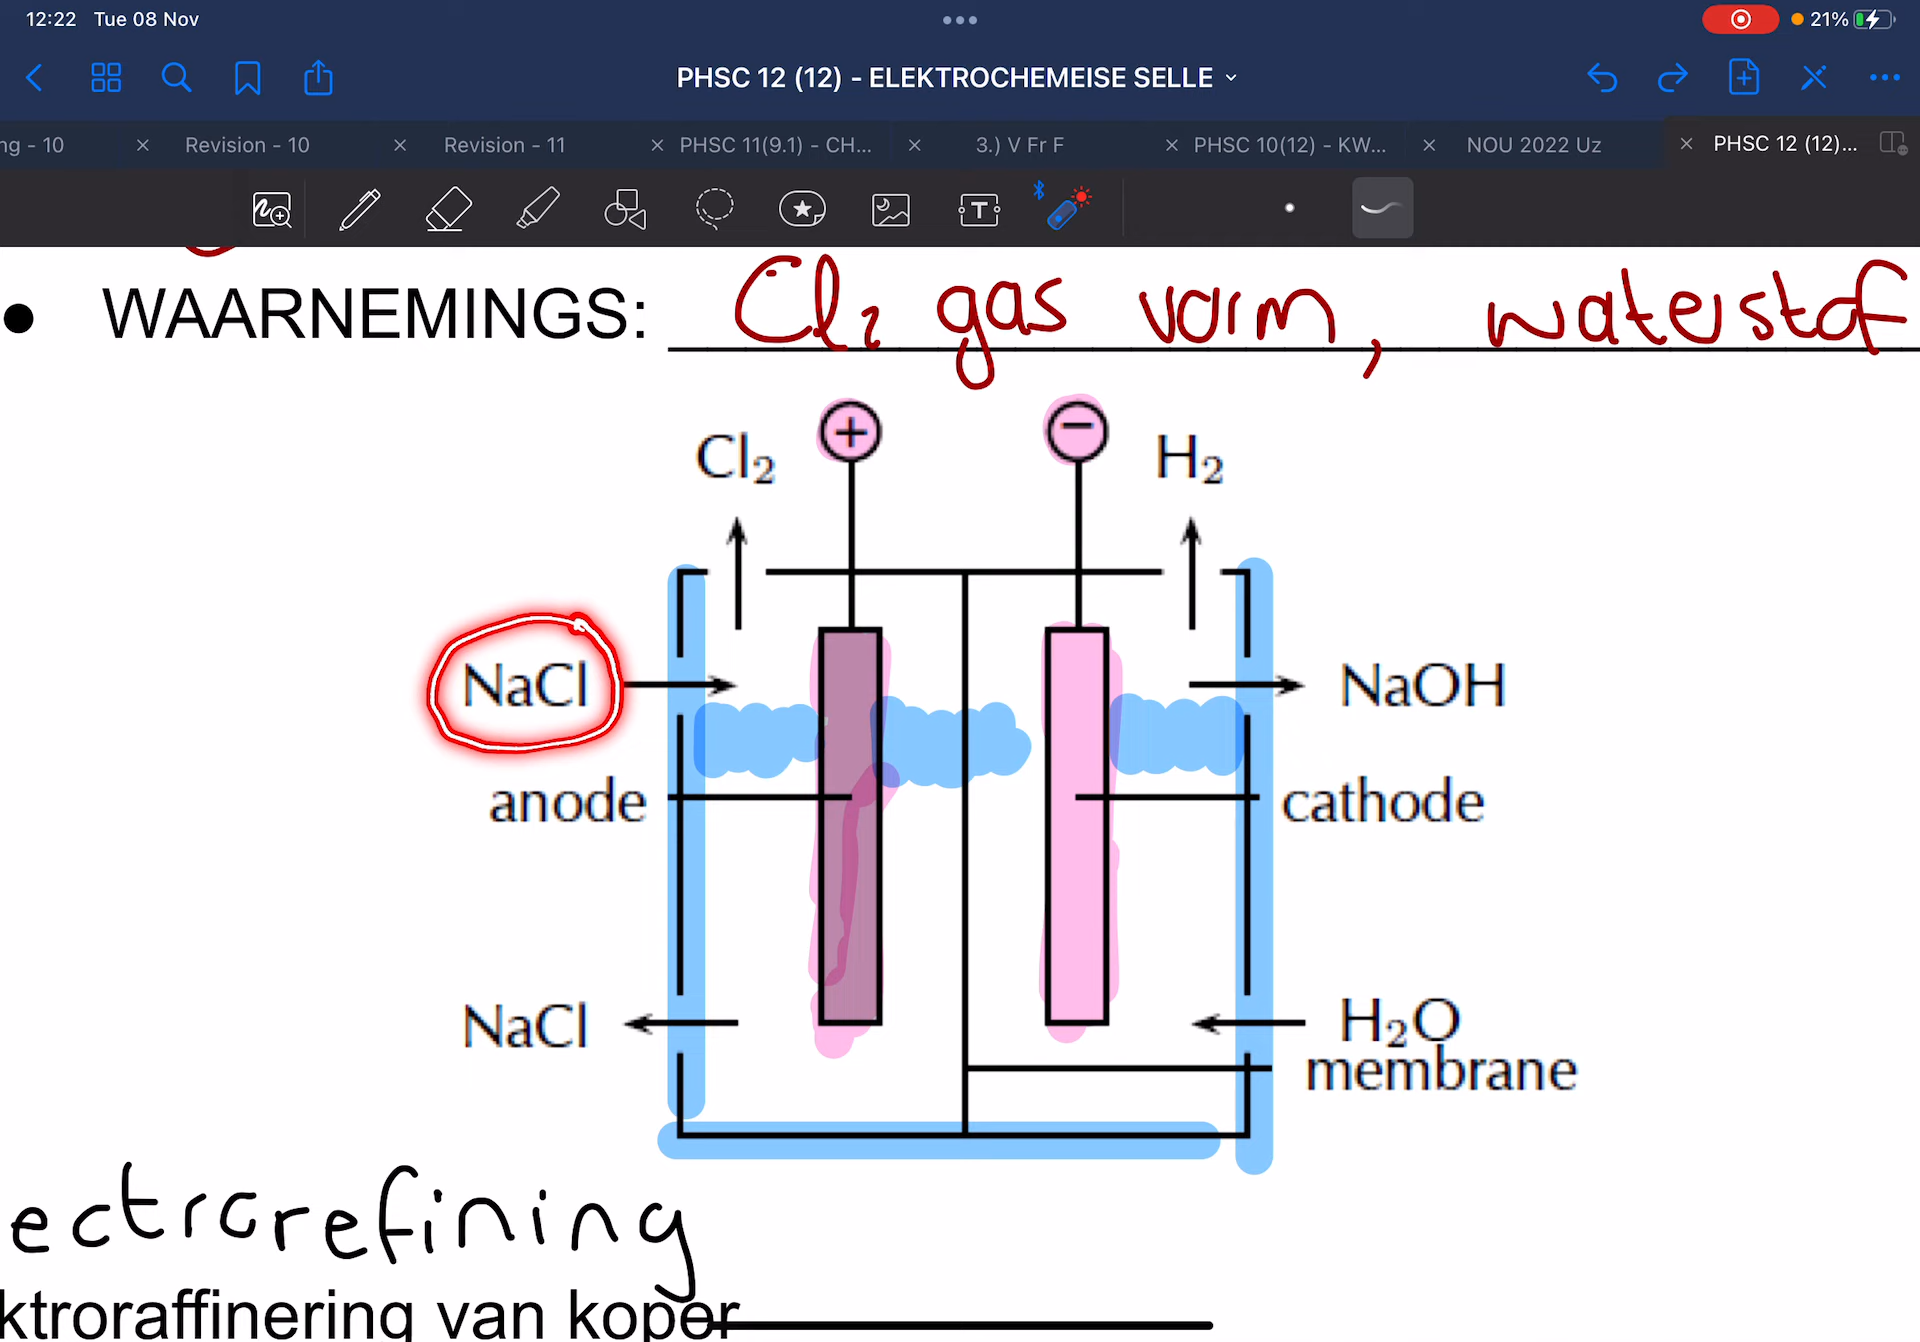 12:22 Tue 08 Nov 21%
PHSC 12 (12) - ELEKTROCHEMEISE SELLE
ng - 10 Revision - 10 Revision - 11 PHSC 11(9.1) - CH... 3.) V Fr F PHSC 10(12) - KW... NOU 2022 Uz PHSC 12 (12)...
T
• WAARNEMINGS: Cl₂ gas vorm, waterstof
Cl₂ + − H₂
NaCl NaOH
anode cathode
NaCl H₂O
membrane
ectrorefining
ktroraffinering van koper